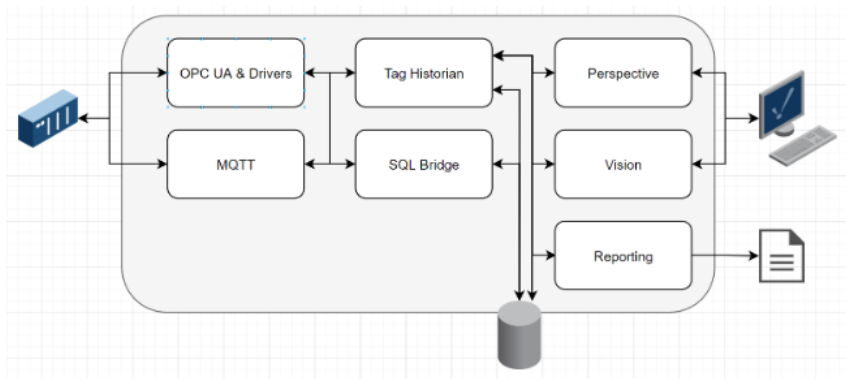 OPC UA & Drivers
Tag Historian
Perspective
MQTT
SQL Bridge
Vision
Reporting